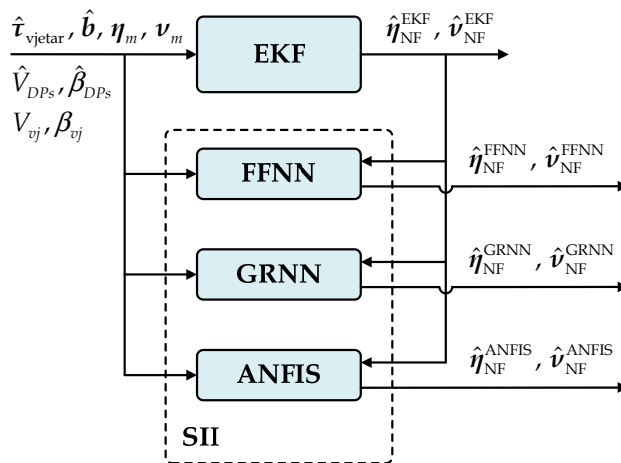 τ̂_vjetar, b̂, η_m, ν_m
V̂_DPs, β̂_DPs
V_vj, β_vj
EKF
η̂_NF^EKF, ν̂_NF^EKF
FFNN
η̂_NF^FFNN, ν̂_NF^FFNN
GRNN
η̂_NF^GRNN, ν̂_NF^GRNN
ANFIS
η̂_NF^ANFIS, ν̂_NF^ANFIS
SII